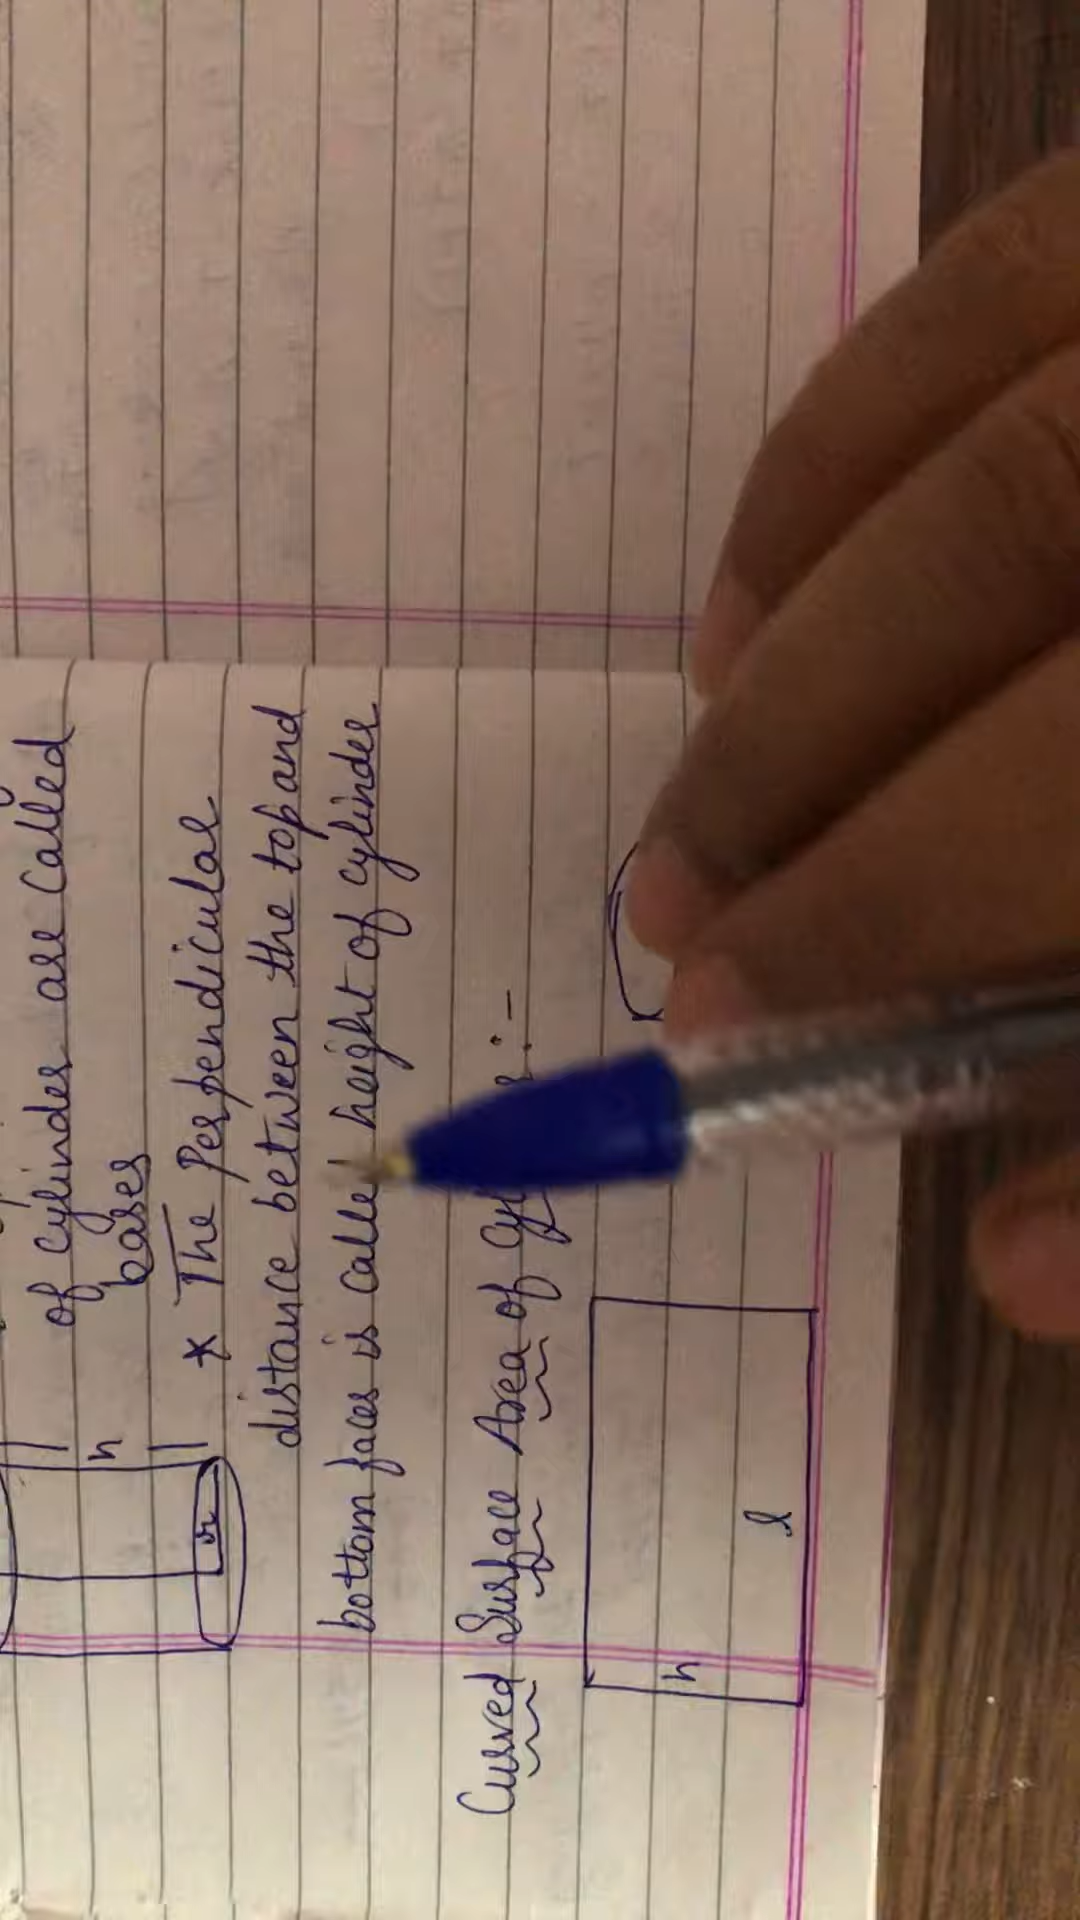 of cylinder are called
bases
h
r
* The Perpendicular
distance between the top and
bottom faces is calle height of cylinder
Curved Surface Area of :-
h
l